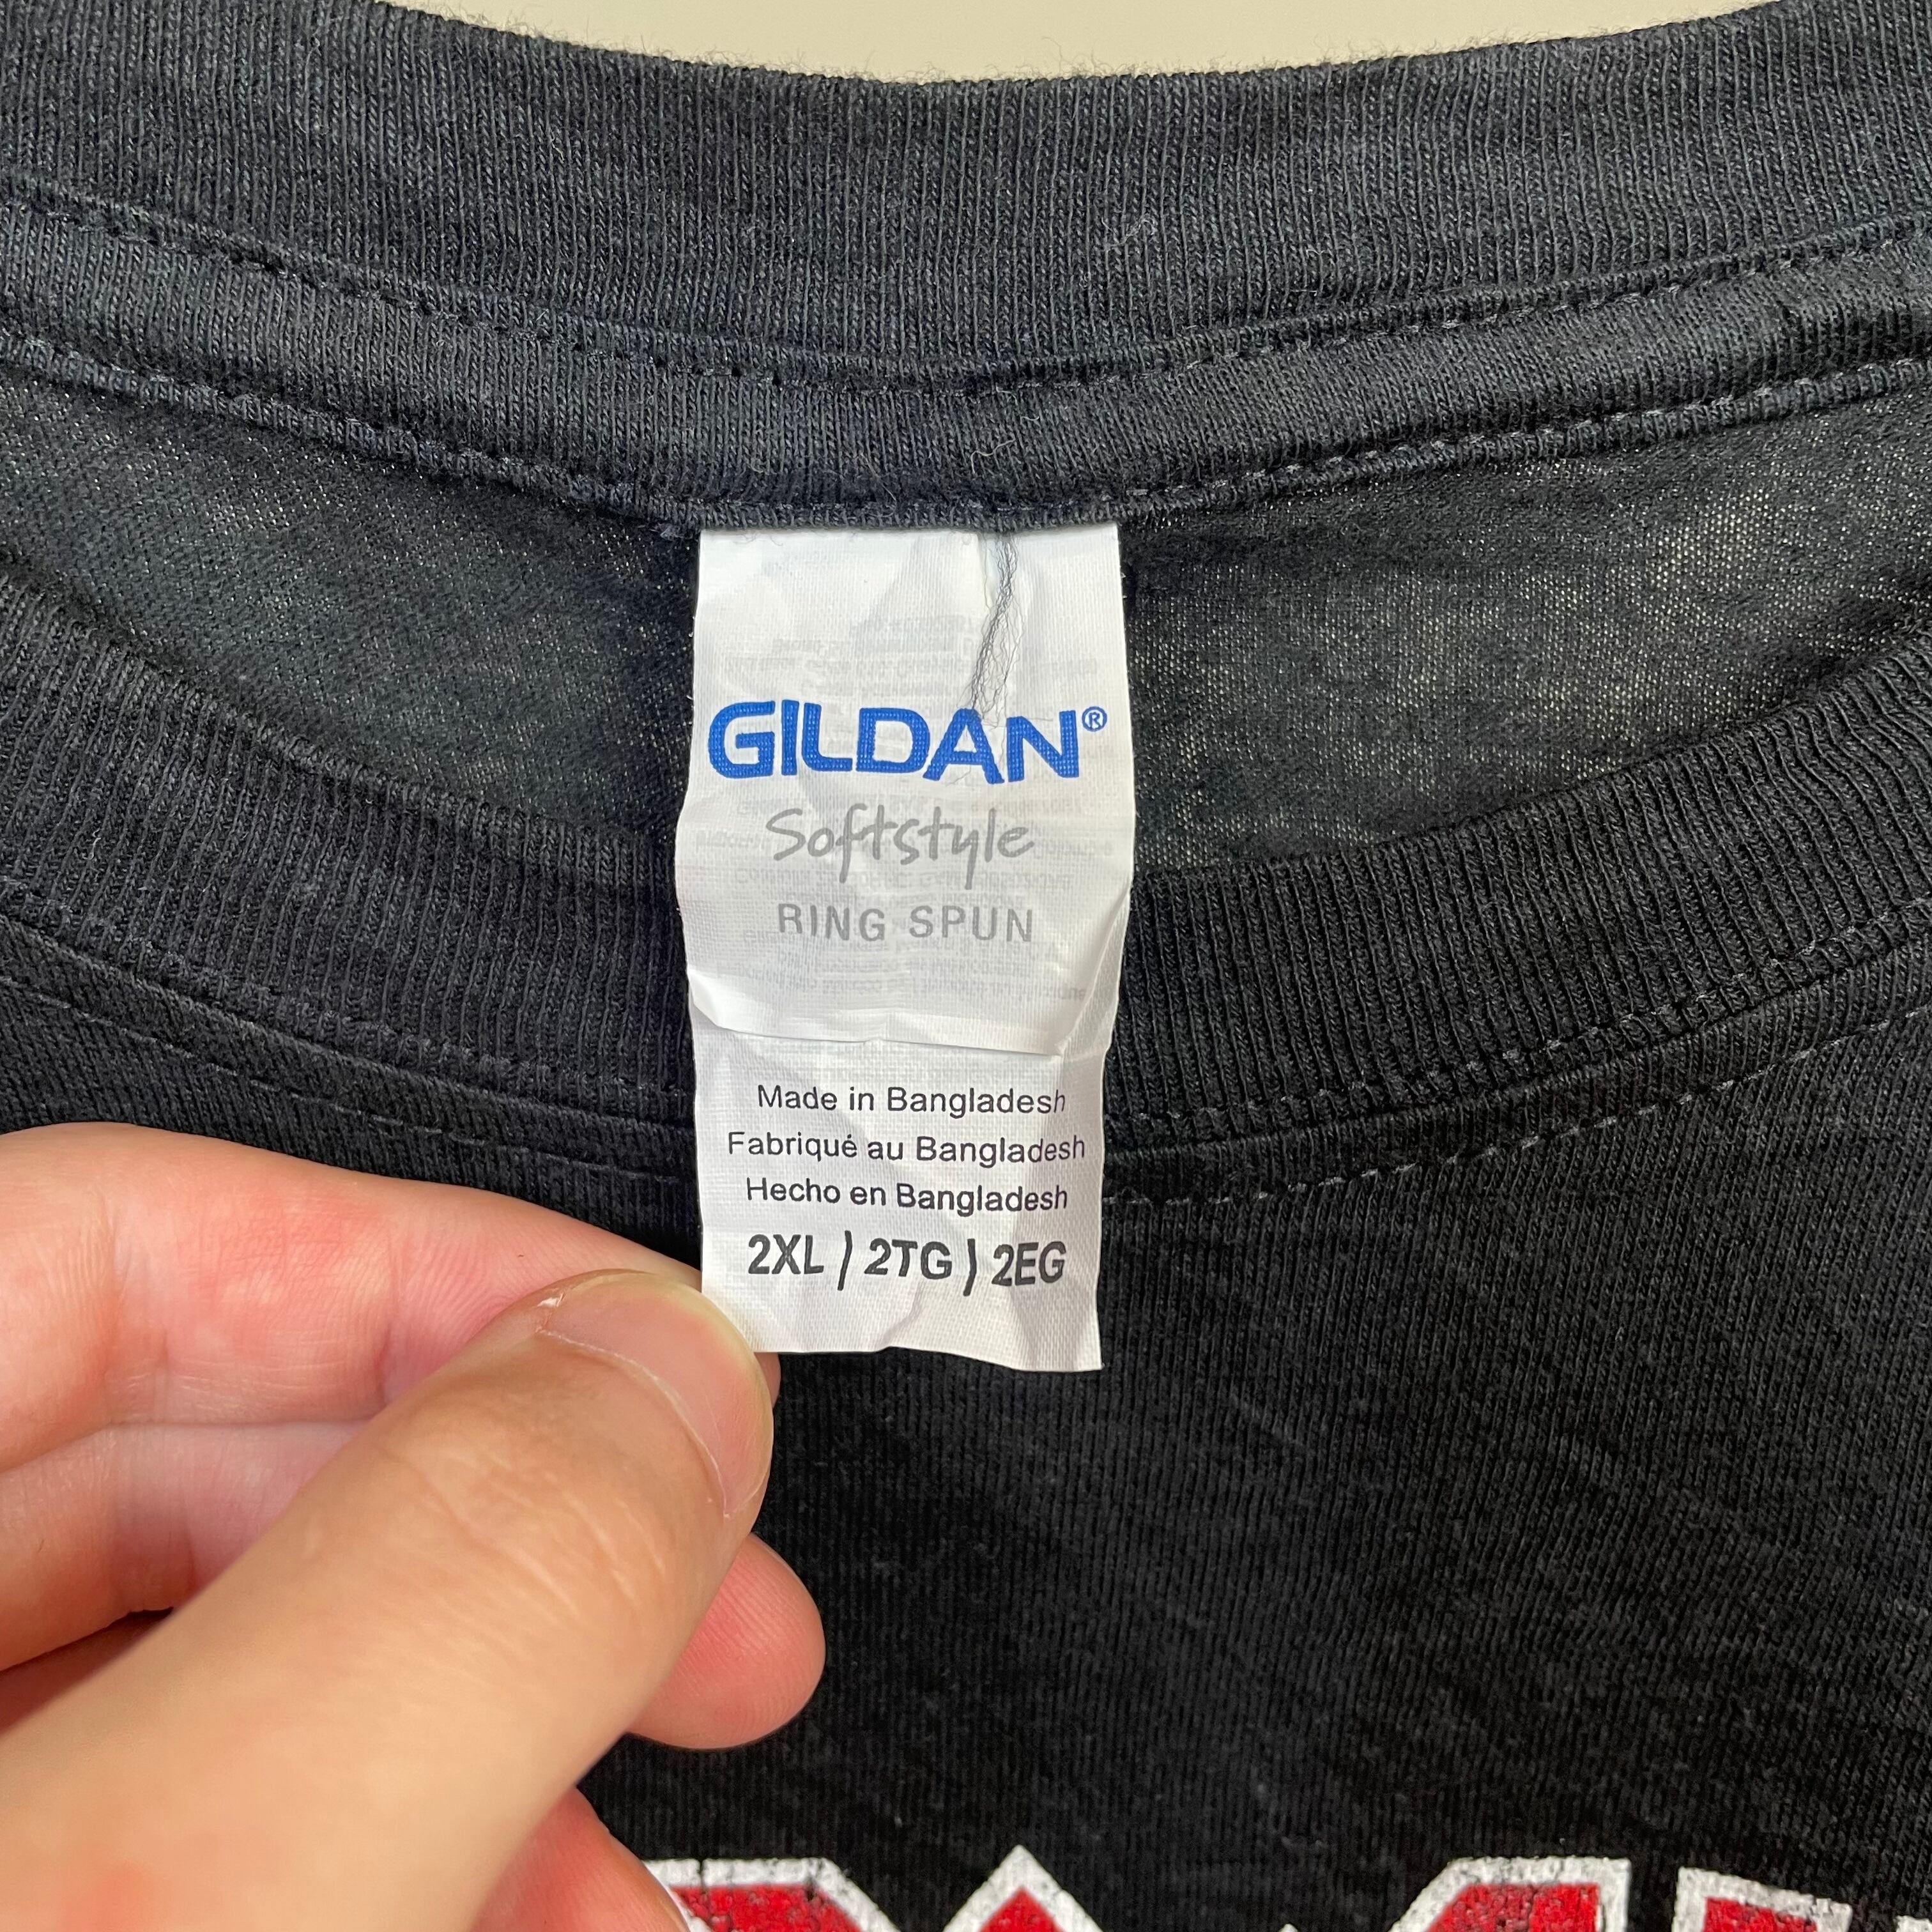 GILDAN®
Softstyle
RING SPUN
Made in Bangladesh
Fabriqué au Bangladesh
Hecho en Bangladesh
2XL / 2TG / 2EG